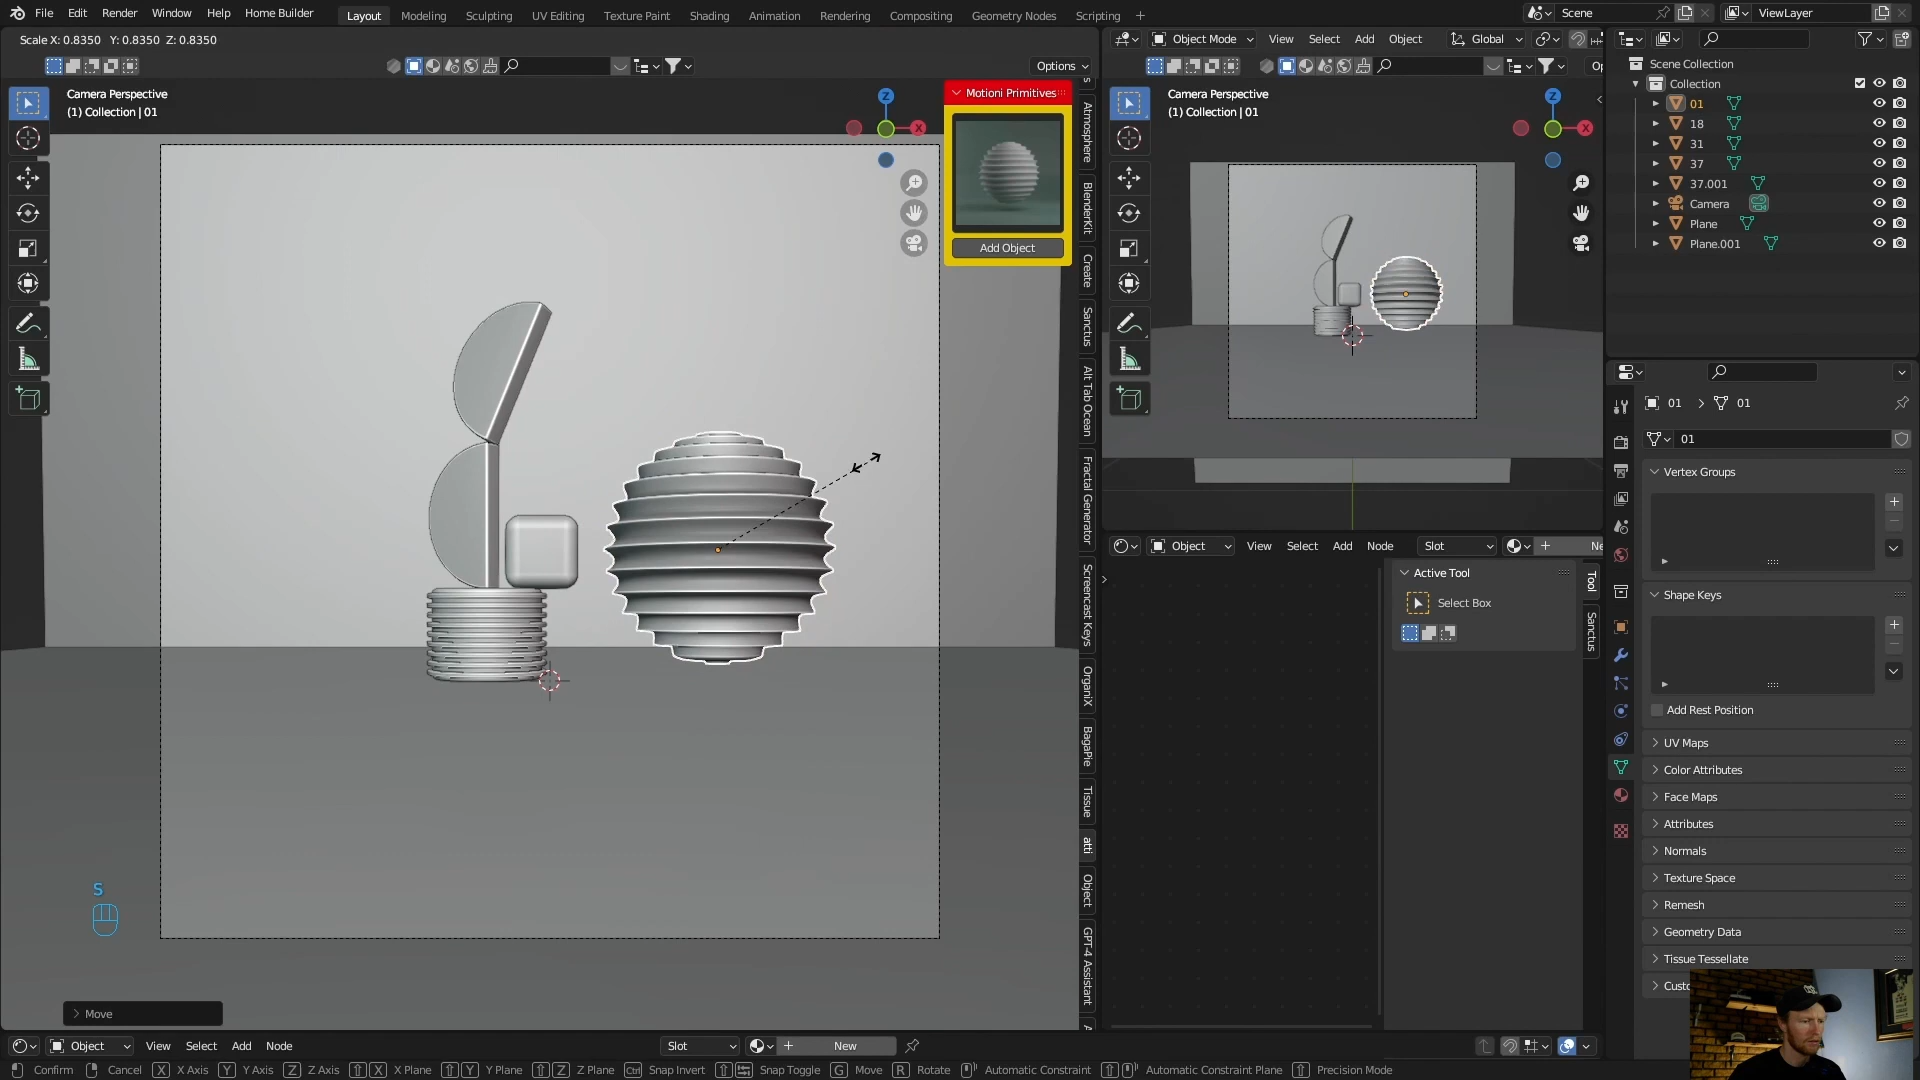 File Edit Render Window Help Home Builder Layout Modeling Sculpting UV Editing Texture Paint Shading Animation Rendering Compositing Geometry Nodes Scripting + Scene ViewLayer
Scale X: 0.8350 Y: 0.8350 Z: 0.8350
Options
Camera Perspective
(1) Collection | 01
Z
X
Motioni Primitives
Add Object
Atmosphere
BlenderKit
Create
Sanctus
Alt Tab Ocean
Fractal Generator
Screencast Keys
OrganiX
BagaPie
Tissue
atti
Object
GPT-4 Assistant
S
Move
Object View Select Add Node Slot New
Confirm Cancel X X Axis Y Y Axis Z Z Axis X X Plane Y Y Plane Z Z Plane Ctrl Snap Invert Snap Toggle G Move R Rotate Automatic Constraint Automatic Constraint Plane Precision Mode
Object Mode View Select Add Object Global
Op
Camera Perspective
(1) Collection | 01
Z
X
Object View Select Add Node Slot Ne
Active Tool
Select Box
Tool
Sanctus
Scene Collection
Collection
01
18
31
37
37.001
Camera
Plane
Plane.001
01 > 01
01
Vertex Groups
Shape Keys
Add Rest Position
UV Maps
Color Attributes
Face Maps
Attributes
Normals
Texture Space
Remesh
Geometry Data
Tissue Tessellate
Custo